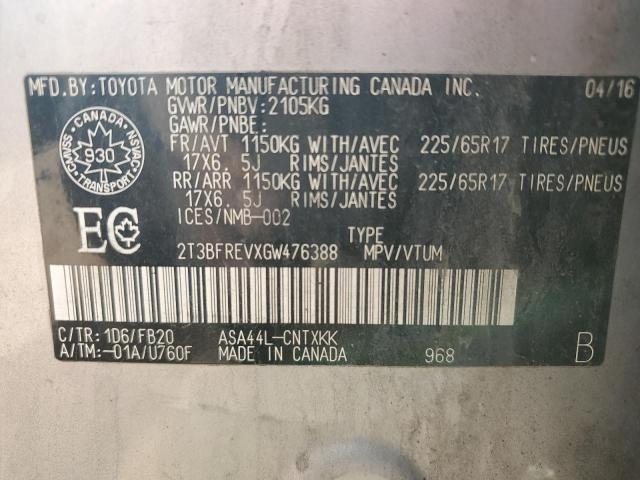 MFD.BY: TOYOTA MOTOR MANUFACTURING CANADA INC. 04/16
GVWR/PNBV: 2105KG
GAWR/PNBE:
FR/AVT 1150KG WITH/AVEC 225/65R17 TIRES/PNEUS
17X6. 5J RIMS/JANTES
RR/ARR 1150KG WITH/AVEC 225/65R17 TIRES/PNEUS
17X6. 5J RIMS/JANTES
ICES/NMB-002
CANADA
930
TRANSPORT
CMVSS
NSVAC
EC
TYPE
2T3BFREVXGW476388 MPV/VTUM
C/TR: 1D6/FB20 ASA44L-CNTXKK
A/TM: -01A/U760F MADE IN CANADA 968 B